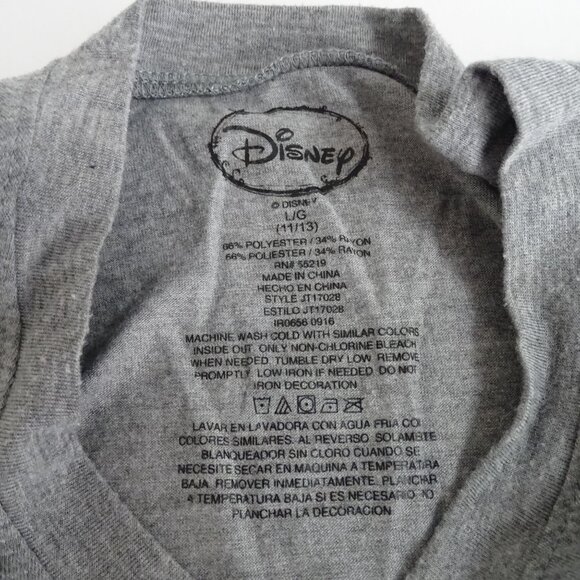 Disney
© DISNEY
L/G
(11/13)
66% POLYESTER / 34% RAYON
66% POLIESTER / 34% RAYON
RN# 55219
MADE IN CHINA
HECHO EN CHINA
STYLE JT17028
ESTILO JT17028
IR0656 0916
MACHINE WASH COLD WITH SIMILAR COLORS
INSIDE OUT. ONLY NON-CHLORINE BLEACH
WHEN NEEDED. TUMBLE DRY LOW. REMOVE
PROMPTLY. LOW IRON IF NEEDED. DO NOT
IRON DECORATION
LAVAR EN LAVADORA CON AGUA FRIA CO
COLORES SIMILARES. AL REVERSO. SOLAMENTE
BLANQUEADOR SIN CLORO CUANDO SE
NECESITE SECAR EN MAQUINA A TEMPERATURA
BAJA. REMOVER INMEDIATAMENTE. PLANCHAR
A TEMPERATURA BAJA SI ES NECESARIO. NO
PLANCHAR LA DECORACION.